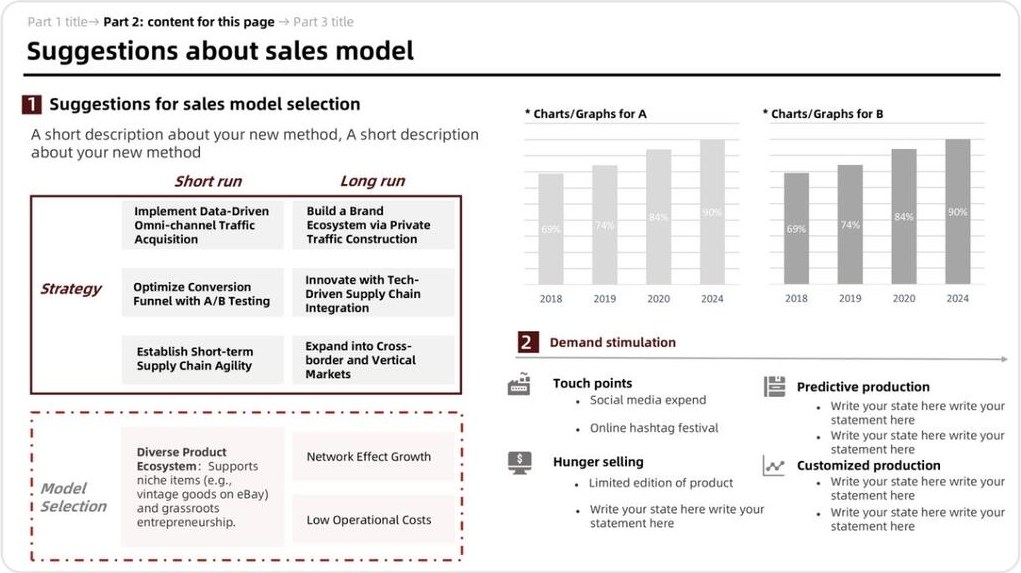 Part 1 title→ Part 2: content for this page → Part 3 title
Suggestions about sales model
1 Suggestions for sales model selection
A short description about your new method, A short description
about your new method
Short run
Long run
Strategy
Implement Data-Driven
Omni-channel Traffic
Acquisition
Build a Brand
Ecosystem via Private
Traffic Construction
Optimize Conversion
Funnel with A/B Testing
Innovate with Tech-
Driven Supply Chain
Integration
Establish Short-term
Supply Chain Agility
Expand into Cross-
border and Vertical
Markets
Model
Selection
Diverse Product
Ecosystem：Supports
niche items (e.g.,
vintage goods on eBay)
and grassroots
entrepreneurship.
Network Effect Growth
Low Operational Costs
* Charts/Graphs for A
69%
74%
84%
90%
2018
2019
2020
2024
* Charts/Graphs for B
69%
74%
84%
90%
2018
2019
2020
2024
2 Demand stimulation
Touch points
• Social media expend
• Online hashtag festival
Hunger selling
• Limited edition of product
• Write your state here write your
statement here
Predictive production
• Write your state here write your
statement here
• Write your state here write your
statement here
Customized production
• Write your state here write your
statement here
• Write your state here write your
statement here